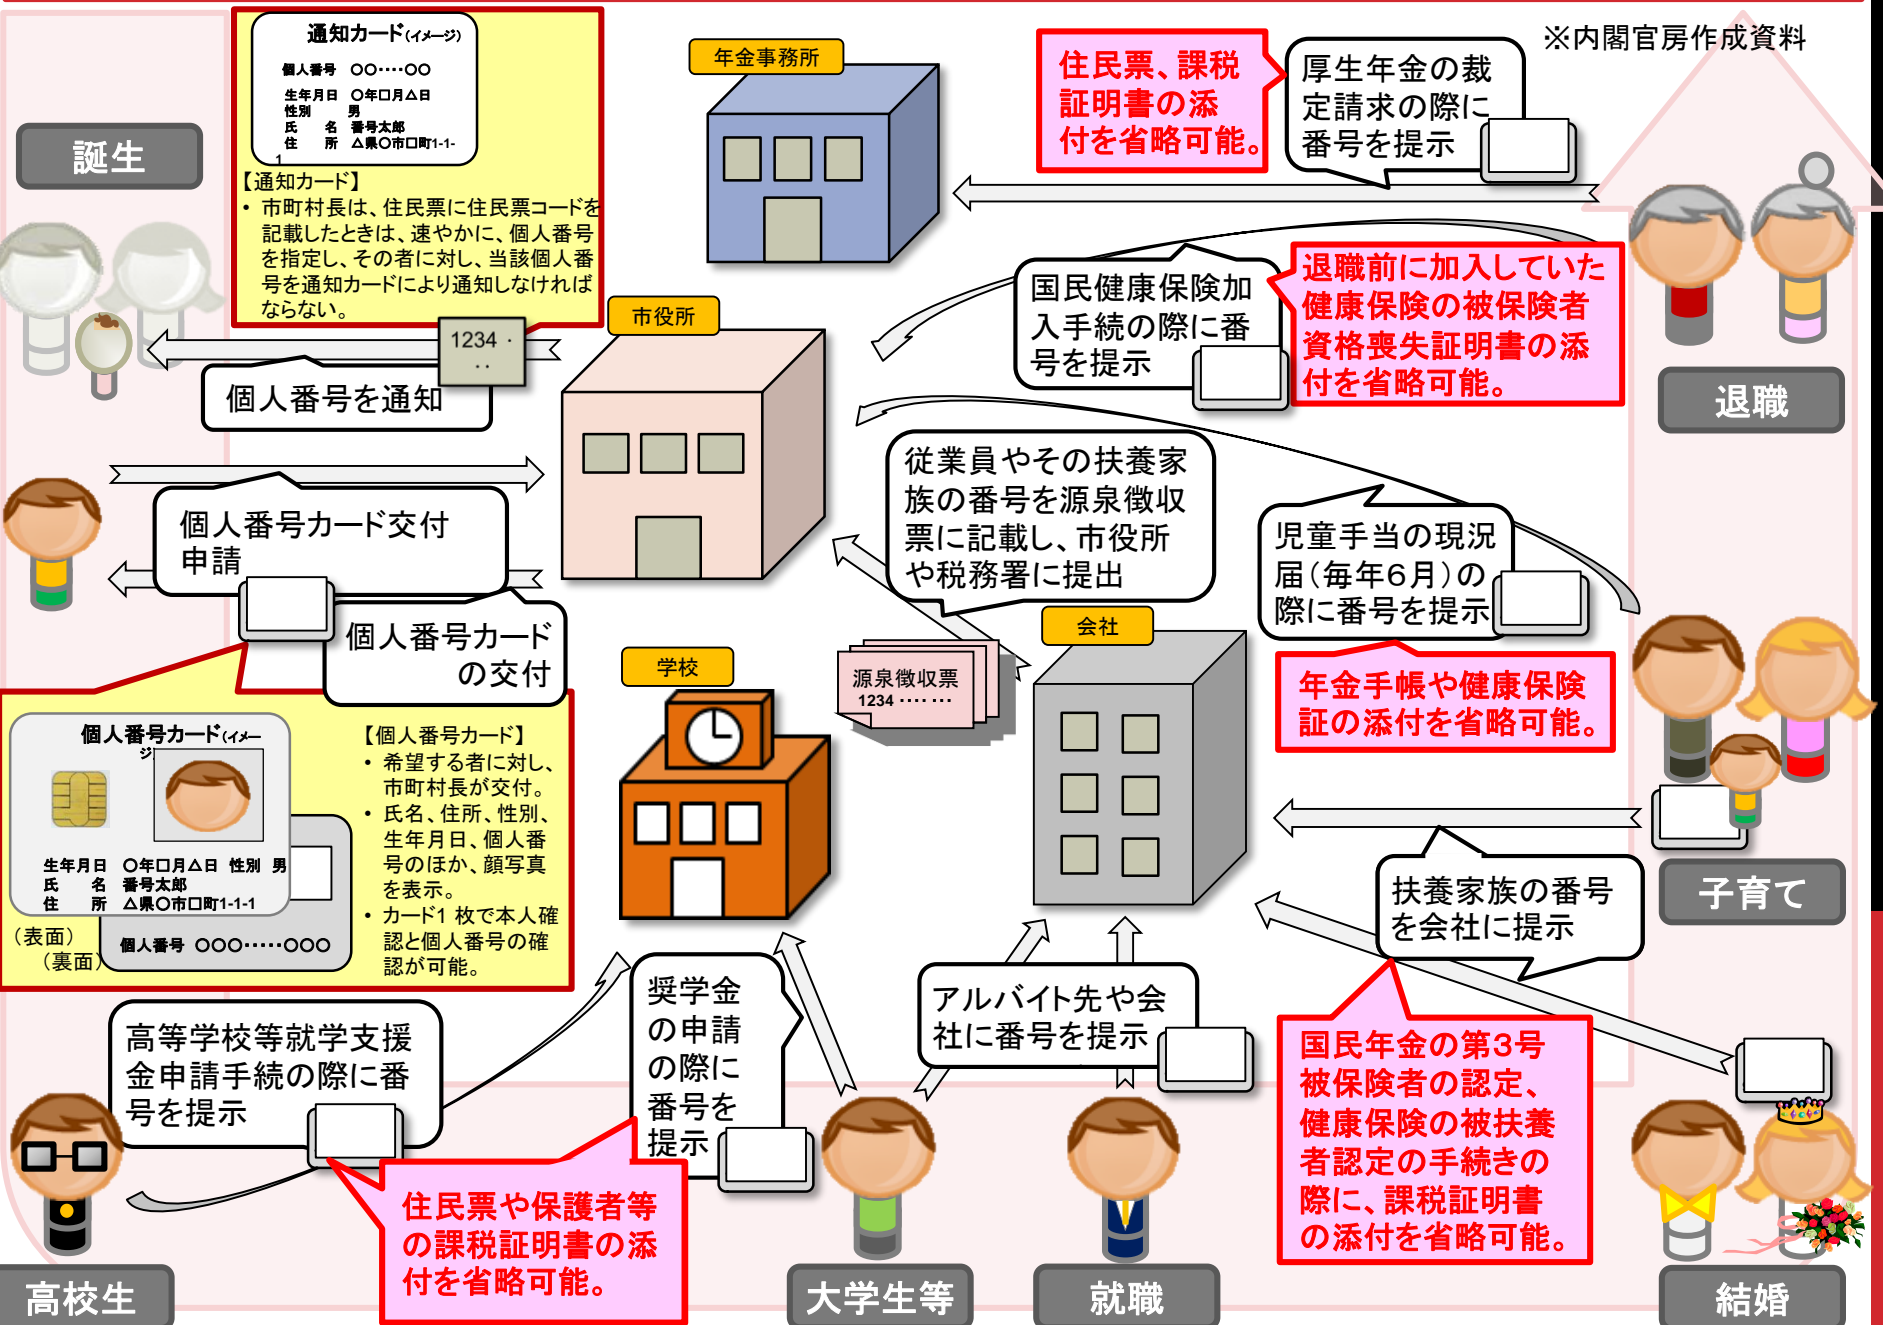 ※内閣官房作成資料
通知カード(イメージ)
個人番号 ○○‥‥○○
生年月日 ○年□月△日
性別 男
氏 名 番号太郎
住 所 △県○市□町1-1-
1
【通知カード】
• 市町村長は、住民票に住民票コードを
記載したときは、速やかに、個人番号
を指定し、その者に対し、当該個人番
号を通知カードにより通知しなければ
ならない。
誕生
1234 ・
‥
個人番号を通知
年金事務所
住民票、課税
証明書の添
付を省略可能。
厚生年金の裁
定請求の際に
番号を提示
市役所
国民健康保険加
入手続の際に番
号を提示
退職前に加入していた
健康保険の被保険者
資格喪失証明書の添
付を省略可能。
退職
個人番号カード交付
申請
個人番号カード
の交付
従業員やその扶養家
族の番号を源泉徴収
票に記載し、市役所
や税務署に提出
児童手当の現況
届(毎年6月)の
際に番号を提示
年金手帳や健康保険
証の添付を省略可能。
学校
会社
源泉徴収票
1234 ‥‥ ‥
個人番号カード(イメー
ジ
生年月日 ○年□月△日 性別 男
氏 名 番号太郎
住 所 △県○市□町1-1-1
(表面)
(裏面)
個人番号 ○○○‥‥‥○○○
【個人番号カード】
• 希望する者に対し、
市町村長が交付。
• 氏名、住所、性別、
生年月日、個人番
号のほか、顔写真
を表示。
• カード1 枚で本人確
認と個人番号の確
認が可能。
扶養家族の番号
を会社に提示
子育て
高等学校等就学支援
金申請手続の際に番
号を提示
奨学金
の申請
の際に
番号を
提示
アルバイト先や会
社に番号を提示
国民年金の第3号
被保険者の認定、
健康保険の被扶養
者認定の手続きの
際に、課税証明書
の添付を省略可能。
住民票や保護者等
の課税証明書の添
付を省略可能。
高校生
大学生等
就職
結婚